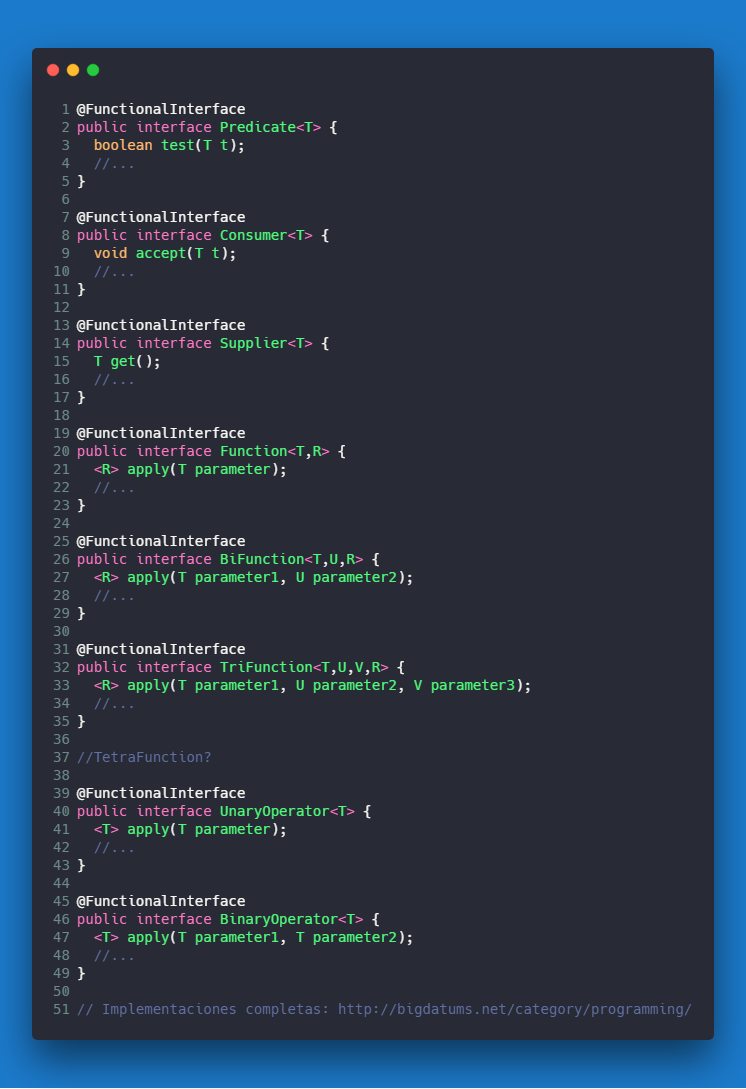 1 @FunctionalInterface
2 public interface Predicate<T> {
3   boolean test(T t);
4   //...
5 }
6
7 @FunctionalInterface
8 public interface Consumer<T> {
9   void accept(T t);
10   //...
11 }
12
13 @FunctionalInterface
14 public interface Supplier<T> {
15   T get();
16   //...
17 }
18
19 @FunctionalInterface
20 public interface Function<T,R> {
21   <R> apply(T parameter);
22   //...
23 }
24
25 @FunctionalInterface
26 public interface BiFunction<T,U,R> {
27   <R> apply(T parameter1, U parameter2);
28   //...
29 }
30
31 @FunctionalInterface
32 public interface TriFunction<T,U,V,R> {
33   <R> apply(T parameter1, U parameter2, V parameter3);
34   //...
35 }
36
37 //TetraFunction?
38
39 @FunctionalInterface
40 public interface UnaryOperator<T> {
41   <T> apply(T parameter);
42   //...
43 }
44
45 @FunctionalInterface
46 public interface BinaryOperator<T> {
47   <T> apply(T parameter1, T parameter2);
48   //...
49 }
50
51 // Implementaciones completas: http://bigdatums.net/category/programming/